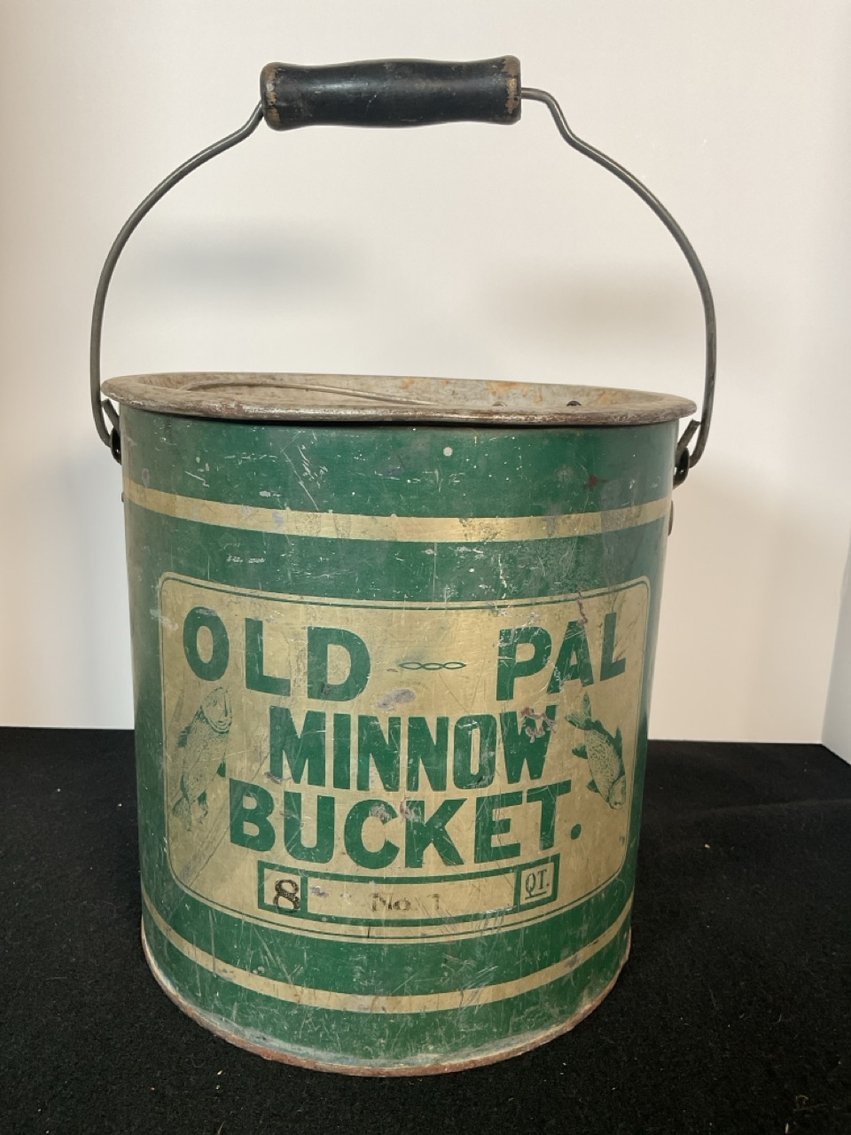 OLD PAL
MINNOW
BUCKET.
8 No. 1 QT.